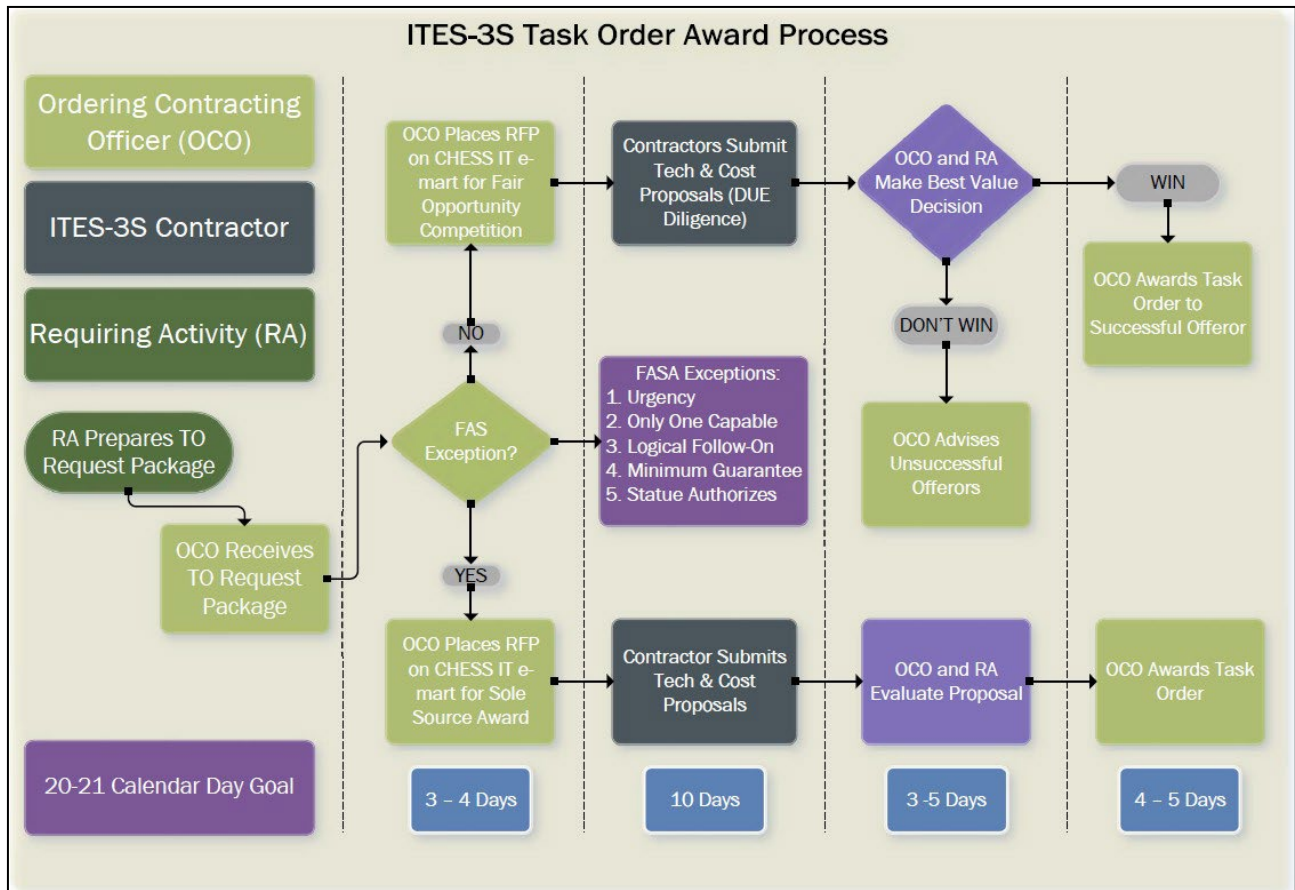 ITES-3S Task Order Award Process
Ordering Contracting
Officer (OCO)
ITES-3S Contractor
Requiring Activity (RA)
RA Prepares TO
Request Package
OCO Receives
TO Request
Package
20-21 Calendar Day Goal
OCO Places RFP
on CHESS IT e-
mart for Fair
Opportunity
Competition
NO
FAS
Exception?
YES
OCO Places RFP
on CHESS IT e-
mart for Sole
Source Award
3 – 4 Days
Contractors Submit
Tech & Cost
Proposals (DUE
Diligence)
FASA Exceptions:
1. Urgency
2. Only One Capable
3. Logical Follow-On
4. Minimum Guarantee
5. Statue Authorizes
Contractor Submits
Tech & Cost
Proposals
10 Days
OCO and RA
Make Best Value
Decision
DON'T WIN
OCO Advises
Unsuccessful
Offerors
OCO and RA
Evaluate Proposal
3 -5 Days
WIN
OCO Awards Task
Order to
Successful Offeror
OCO Awards Task
Order
4 – 5 Days